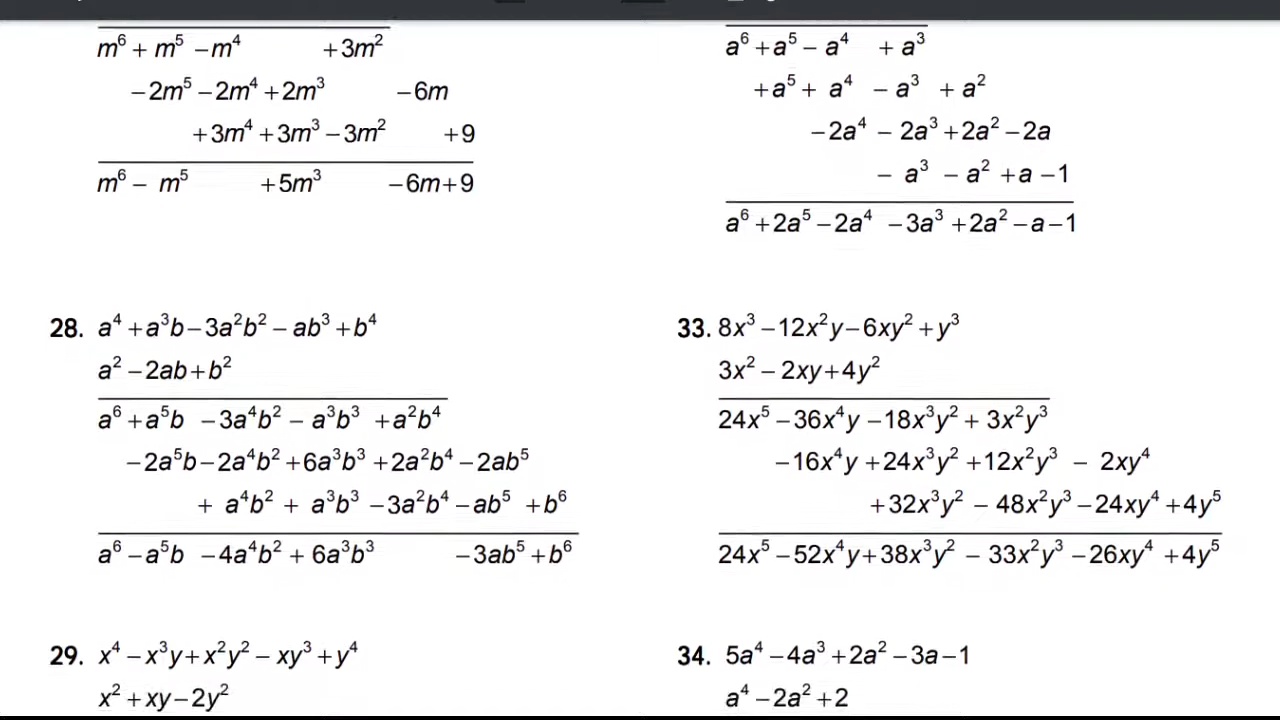 m⁶ + m⁵ − m⁴ + 3m²
− 2m⁵ − 2m⁴ + 2m³ − 6m
+ 3m⁴ + 3m³ − 3m² + 9
m⁶ − m⁵ + 5m³ − 6m + 9
28. a⁴ + a³b − 3a²b² − ab³ + b⁴
a² − 2ab + b²
a⁶ + a⁵b − 3a⁴b² − a³b³ + a²b⁴
− 2a⁵b − 2a⁴b² + 6a³b³ + 2a²b⁴ − 2ab⁵
+ a⁴b² + a³b³ − 3a²b⁴ − ab⁵ + b⁶
a⁶ − a⁵b − 4a⁴b² + 6a³b³ − 3ab⁵ + b⁶
29. x⁴ − x³y + x²y² − xy³ + y⁴
x² + xy − 2y²
a⁶ + a⁵ − a⁴ + a³
+ a⁵ + a⁴ − a³ + a²
− 2a⁴ − 2a³ + 2a² − 2a
− a³ − a² + a − 1
a⁶ + 2a⁵ − 2a⁴ − 3a³ + 2a² − a − 1
33. 8x³ − 12x²y − 6xy² + y³
3x² − 2xy + 4y²
24x⁵ − 36x⁴y − 18x³y² + 3x²y³
− 16x⁴y + 24x³y² + 12x²y³ − 2xy⁴
+ 32x³y² − 48x²y³ − 24xy⁴ + 4y⁵
24x⁵ − 52x⁴y + 38x³y² − 33x²y³ − 26xy⁴ + 4y⁵
34. 5a⁴ − 4a³ + 2a² − 3a − 1
a⁴ − 2a² + 2